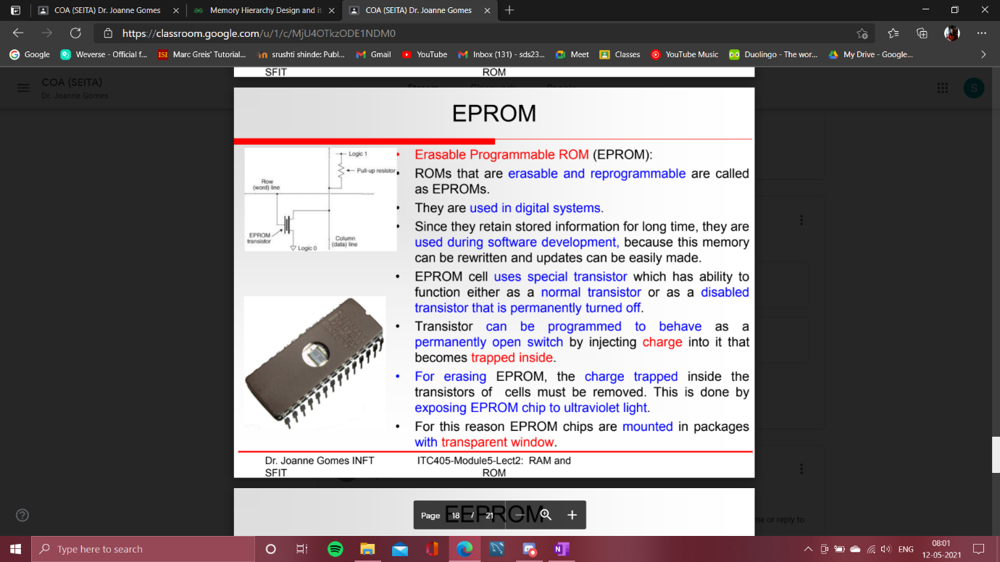 COA (SEITA) Dr. Joanne Gomes
Memory Hierarchy Design and it
COA (SEITA) Dr. Joanne Gomes
https://classroom.google.com/u/1/c/MjU4OTkzODE1NDM0
Google
Weverse - Official f...
ISI
Marc Greis' Tutorial...
srushti shinde: Publ...
Gmail
YouTube
Inbox (131) - sds23...
Meet
Classes
YouTube Music
Duolingo - The wor...
My Drive - Google...
COA (SEITA)
Dr. Joanne Gomes
Stream Classwork People
S
SFIT ROM
EPROM
Logic 1
Pull-up resistor
Row
(word) line
EPROM
transistor
Logic 0
Column
(data) line
• Erasable Programmable ROM (EPROM):
• ROMs that are erasable and reprogrammable are called
as EPROMs.
• They are used in digital systems.
• Since they retain stored information for long time, they are
used during software development, because this memory
can be rewritten and updates can be easily made.
• EPROM cell uses special transistor which has ability to
function either as a normal transistor or as a disabled
transistor that is permanently turned off.
• Transistor can be programmed to behave as a
permanently open switch by injecting charge into it that
becomes trapped inside.
• For erasing EPROM, the charge trapped inside the
transistors of cells must be removed. This is done by
exposing EPROM chip to ultraviolet light.
• For this reason EPROM chips are mounted in packages
with transparent window.
Dr. Joanne Gomes INFT ITC405-Module5-Lect2: RAM and
SFIT ROM
EEPROM
Page 18 / 21
or reply to
Type here to search
ENG
08:01
12-05-2021